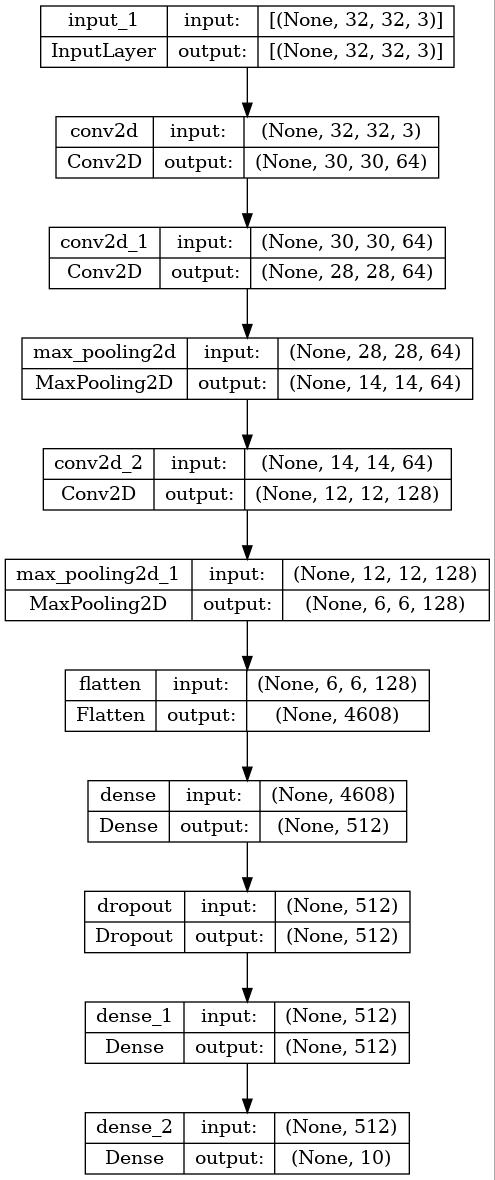 input_1 input: [(None, 32, 32, 3)]
InputLayer output: [(None, 32, 32, 3)]
conv2d input: (None, 32, 32, 3)
Conv2D output: (None, 30, 30, 64)
conv2d_1 input: (None, 30, 30, 64)
Conv2D output: (None, 28, 28, 64)
max_pooling2d input: (None, 28, 28, 64)
MaxPooling2D output: (None, 14, 14, 64)
conv2d_2 input: (None, 14, 14, 64)
Conv2D output: (None, 12, 12, 128)
max_pooling2d_1 input: (None, 12, 12, 128)
MaxPooling2D output: (None, 6, 6, 128)
flatten input: (None, 6, 6, 128)
Flatten output: (None, 4608)
dense input: (None, 4608)
Dense output: (None, 512)
dropout input: (None, 512)
Dropout output: (None, 512)
dense_1 input: (None, 512)
Dense output: (None, 512)
dense_2 input: (None, 512)
Dense output: (None, 10)